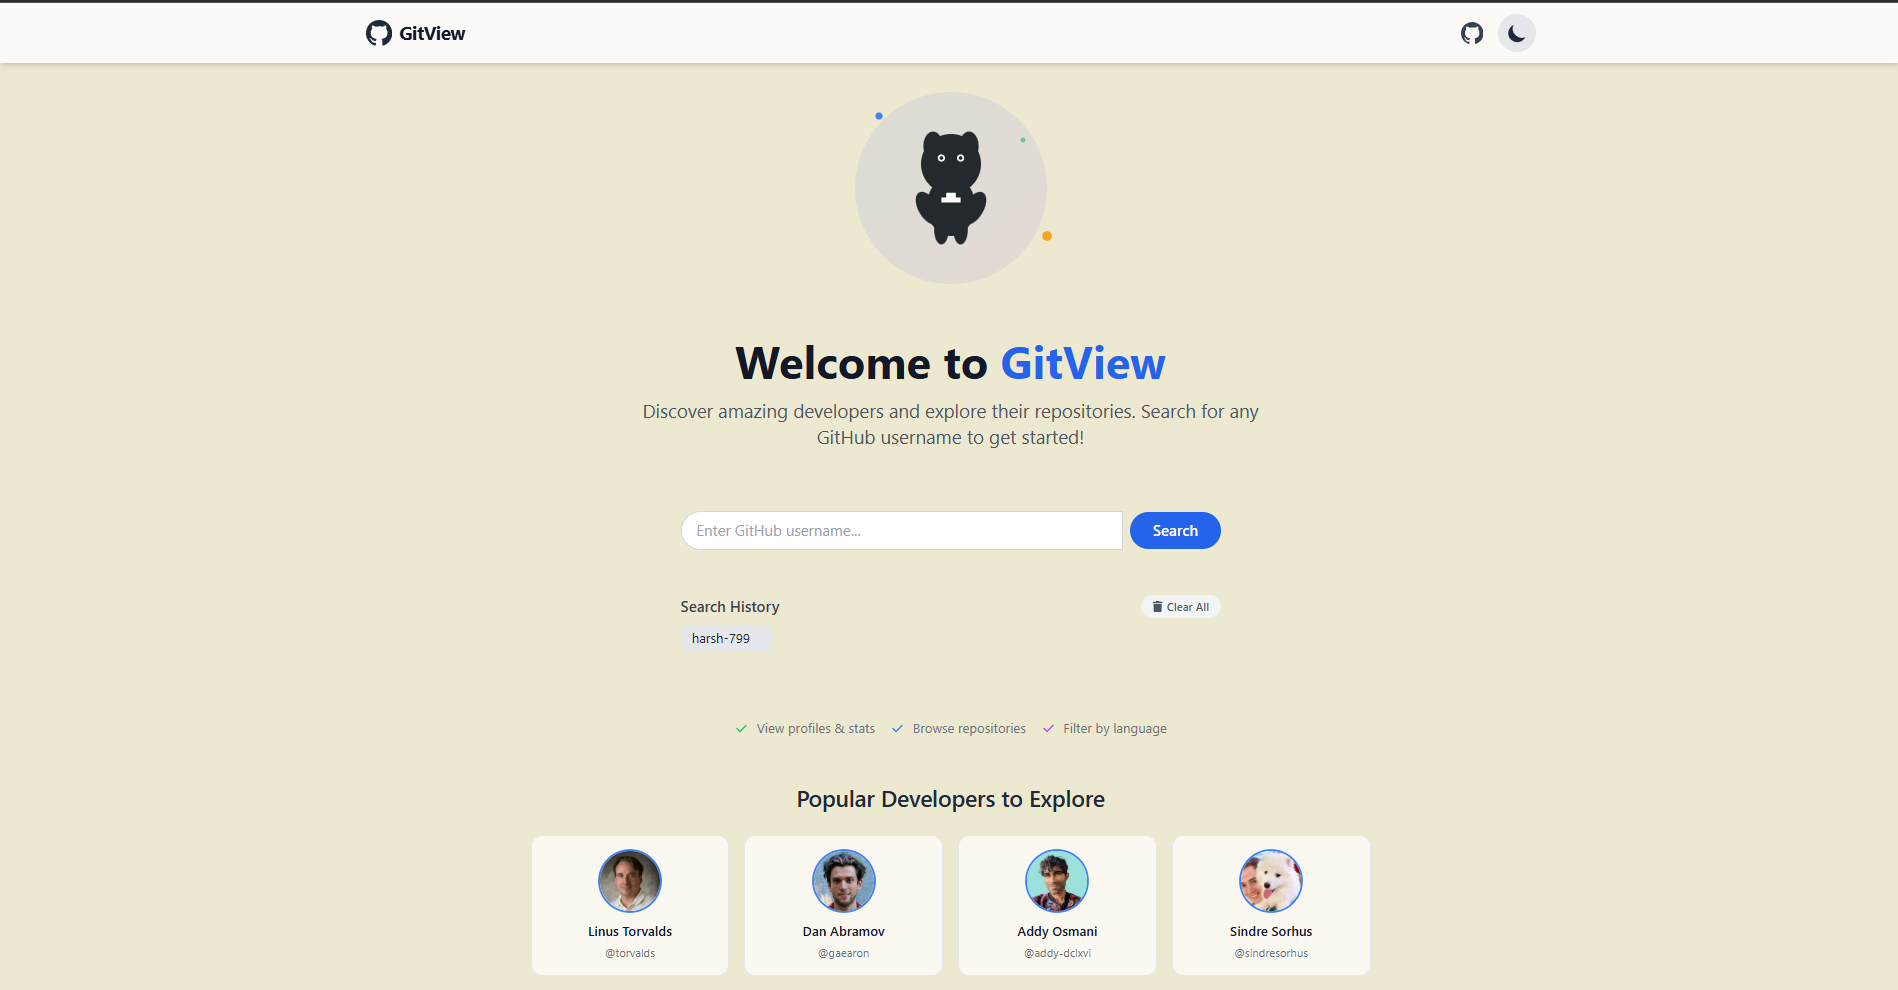 GitView
Welcome to GitView
Discover amazing developers and explore their repositories. Search for any
GitHub username to get started!
Enter GitHub username...
Search
Search History
Clear All
harsh-799
View profiles & stats
Browse repositories
Filter by language
Popular Developers to Explore
Linus Torvalds
@torvalds
Dan Abramov
@gaearon
Addy Osmani
@addy-dclxvi
Sindre Sorhus
@sindresorhus